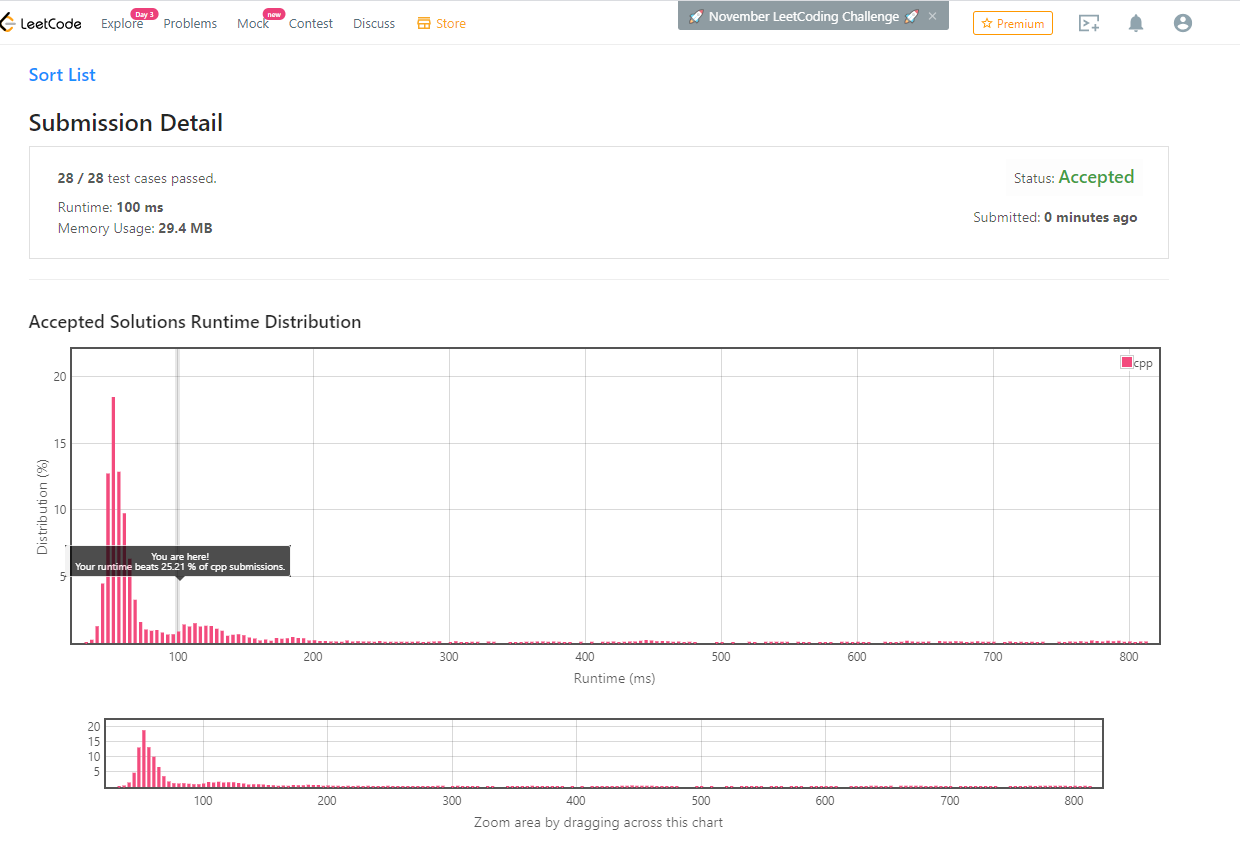 LeetCode Explore Day 3 Problems Mock new Contest Discuss Store 🚀 November LeetCoding Challenge 🚀 × Premium
Sort List
Submission Detail
28 / 28 test cases passed.
Status: Accepted
Runtime: 100 ms
Submitted: 0 minutes ago
Memory Usage: 29.4 MB
Accepted Solutions Runtime Distribution
cpp
20
15
10
5
Distribution (%)
You are here!
Your runtime beats 25.21 % of cpp submissions.
100 200 300 400 500 600 700 800
Runtime (ms)
20
15
10
5
100 200 300 400 500 600 700 800
Zoom area by dragging across this chart